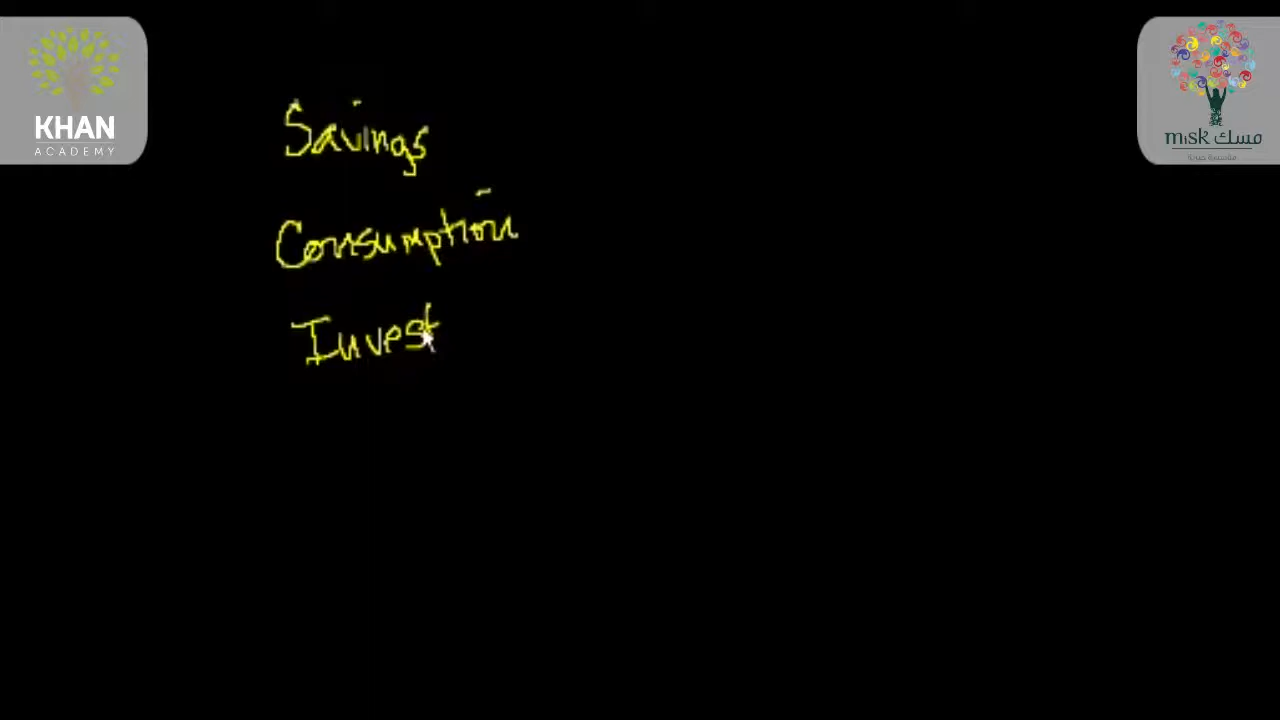 KHAN
ACADEMY
misk مسك
Savings
Consumption
Invest